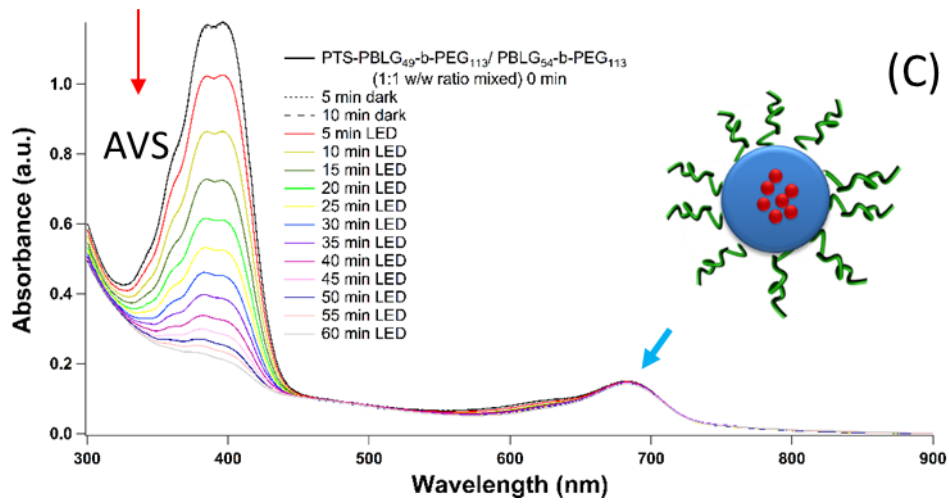 (C)
AVS
PTS-PBLG49-b-PEG113/ PBLG54-b-PEG113
(1:1 w/w ratio mixed) 0 min
5 min dark
10 min dark
5 min LED
10 min LED
15 min LED
20 min LED
25 min LED
30 min LED
35 min LED
40 min LED
45 min LED
50 min LED
55 min LED
60 min LED
Absorbance (a.u.)
1.0
0.8
0.6
0.4
0.2
0.0
300 400 500 600 700 800 900
Wavelength (nm)